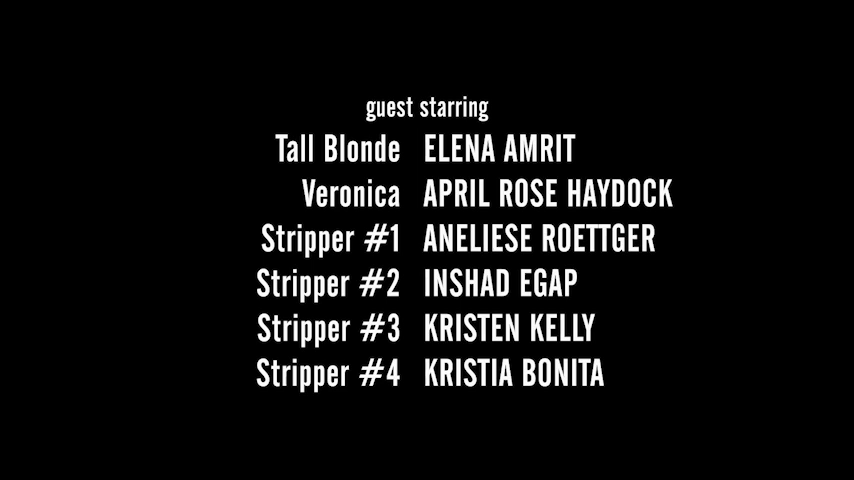 guest starring
Tall Blonde ELENA AMRIT
Veronica APRIL ROSE HAYDOCK
Stripper #1 ANELIESE ROETTGER
Stripper #2 INSHAD EGAP
Stripper #3 KRISTEN KELLY
Stripper #4 KRISTIA BONITA